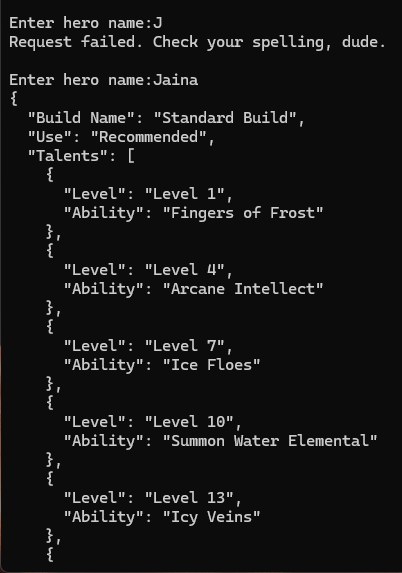 Enter hero name:J
Request failed. Check your spelling, dude.
Enter hero name:Jaina
{
  "Build Name": "Standard Build",
  "Use": "Recommended",
  "Talents": [
    {
      "Level": "Level 1",
      "Ability": "Fingers of Frost"
    },
    {
      "Level": "Level 4",
      "Ability": "Arcane Intellect"
    },
    {
      "Level": "Level 7",
      "Ability": "Ice Floes"
    },
    {
      "Level": "Level 10",
      "Ability": "Summon Water Elemental"
    },
    {
      "Level": "Level 13",
      "Ability": "Icy Veins"
    },
    {